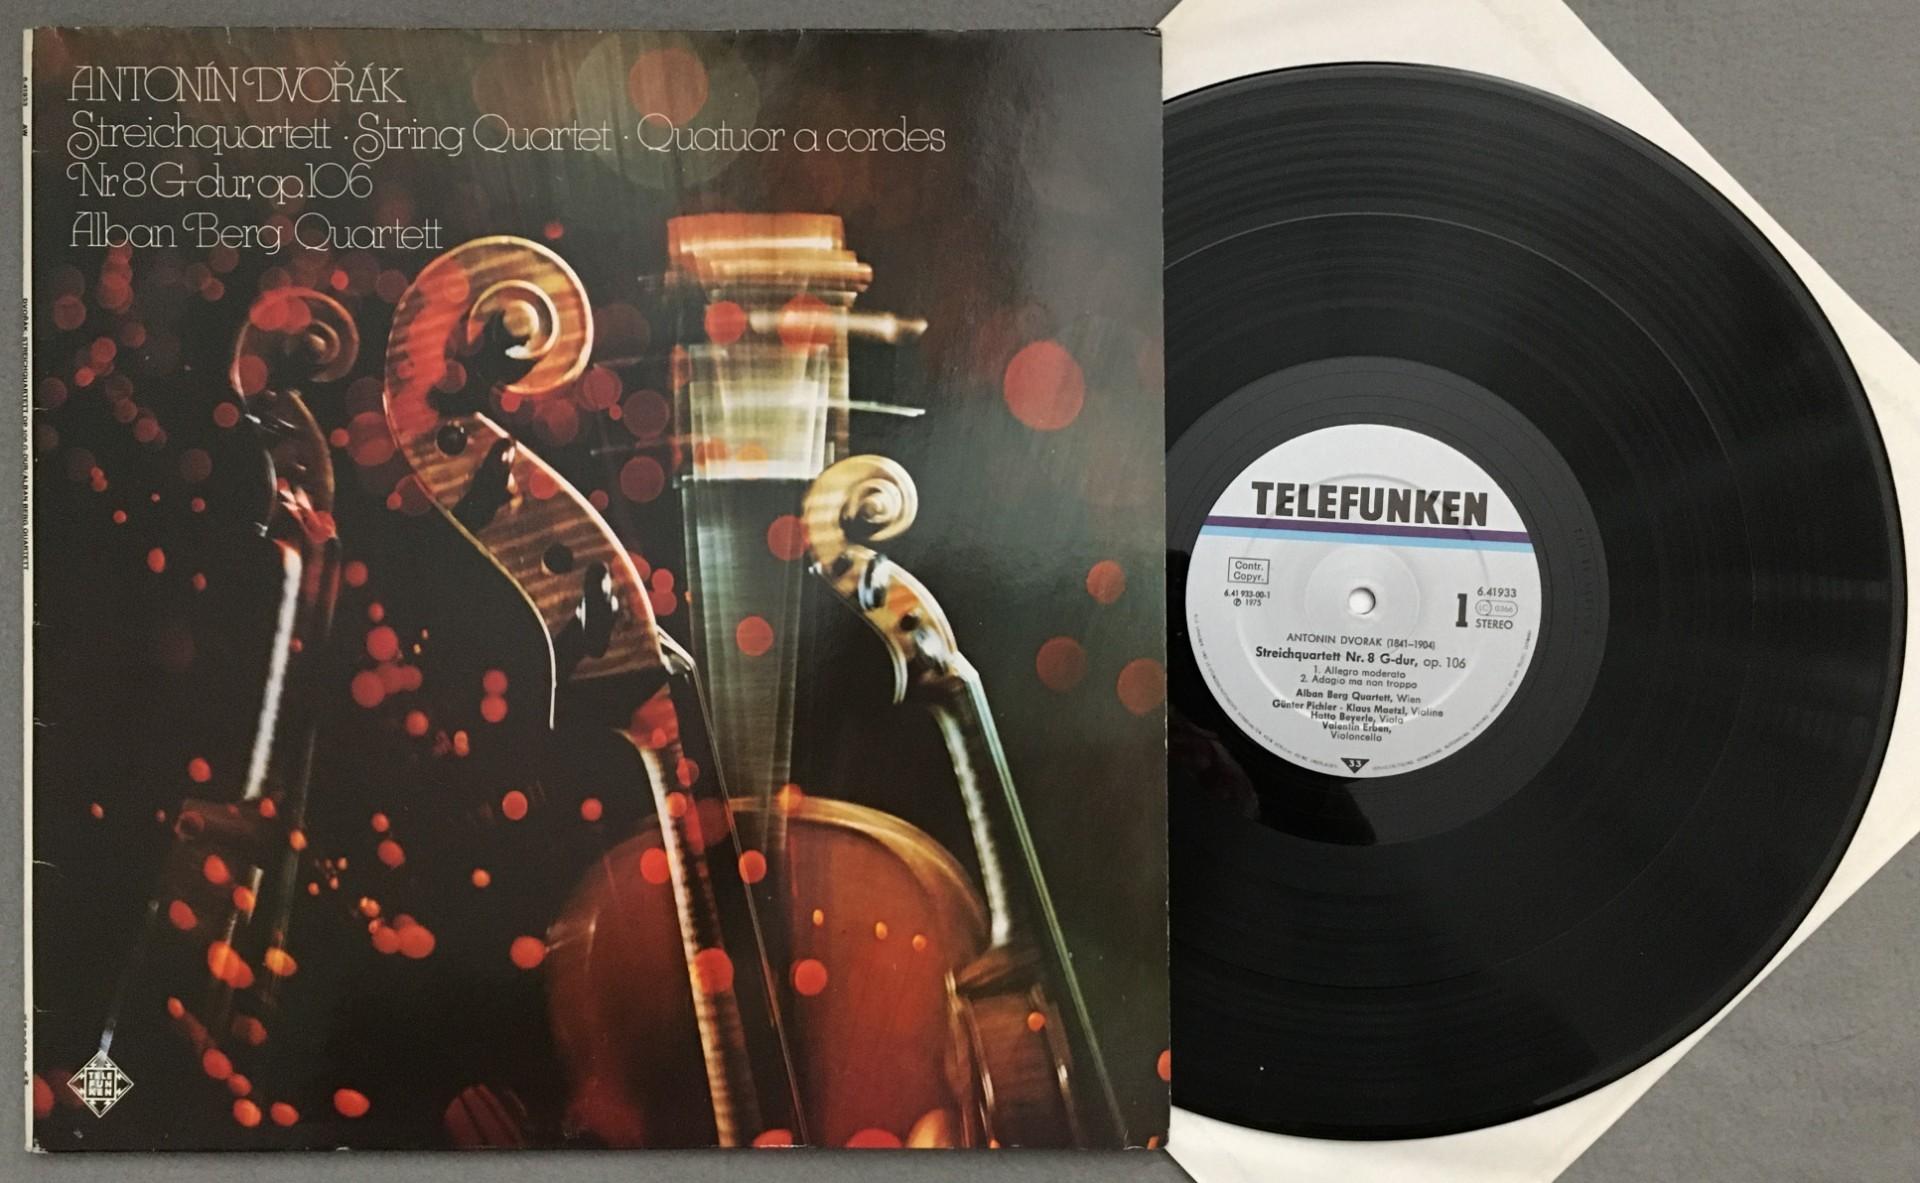 ANTONÍN DVOŘÁK
Streichquartett · String Quartet · Quatuor a cordes
Nr. 8 G-dur, op. 106
Alban Berg Quartett
TELE
FUN
KEN
TELEFUNKEN
Contr.
Copyr.
6.41 933-00-1
℗ 1975
1
6.41933
LC 0366
STEREO
ANTONIN DVORAK (1841–1904)
Streichquartett Nr. 8 G-dur, op. 106
1. Allegro moderato
2. Adagio ma non troppo
Alban Berg Quartett, Wien
Günter Pichler - Klaus Maetzl, Violine
Hatto Beyerle, Viola
Valentin Erben,
Violoncello
33